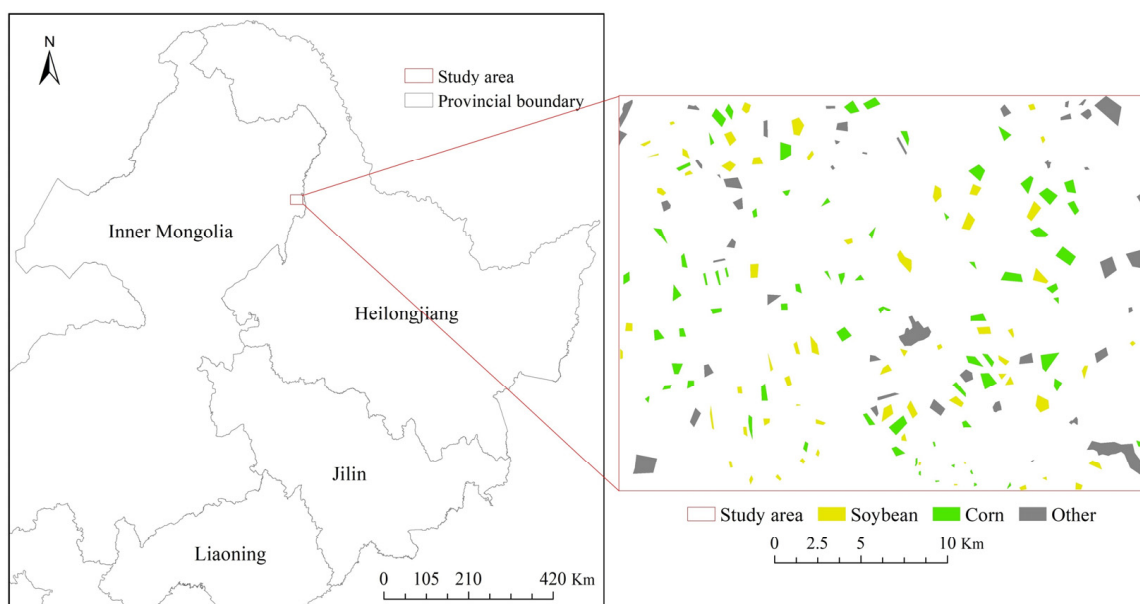 N
Study area
Provincial boundary
Inner Mongolia
Heilongjiang
Jilin
Liaoning
0 105 210 420 Km
Study area Soybean Corn Other
0 2.5 5 10 Km